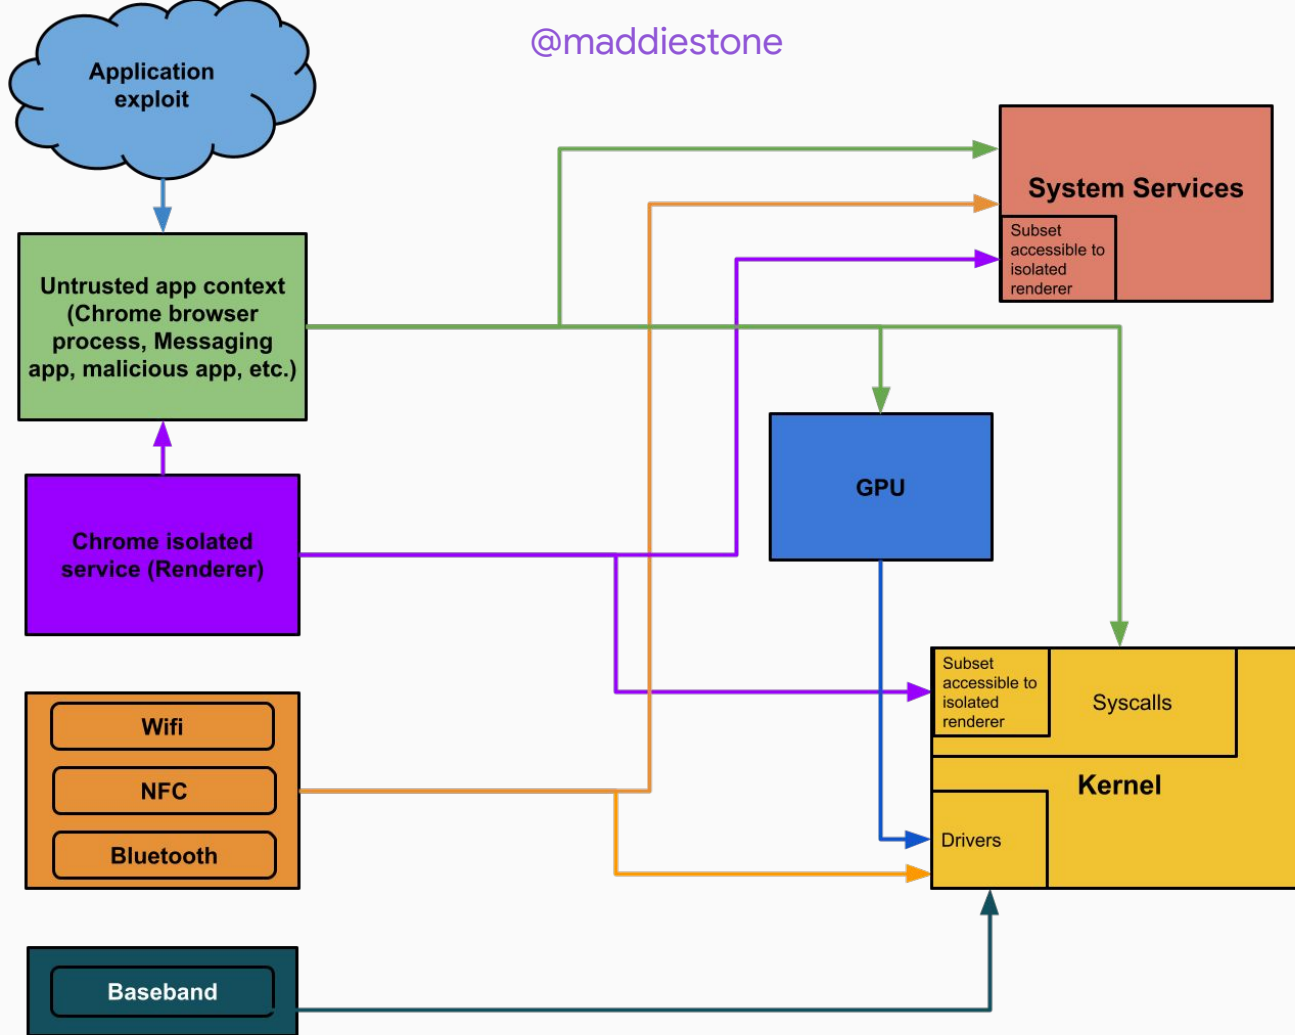 @maddiestone
Application
exploit
System Services
Subset
accessible to
isolated
renderer
Untrusted app context
(Chrome browser
process, Messaging
app, malicious app, etc.)
GPU
Chrome isolated
service (Renderer)
Subset
accessible to
isolated
renderer
Syscalls
Kernel
Drivers
Wifi
NFC
Bluetooth
Baseband